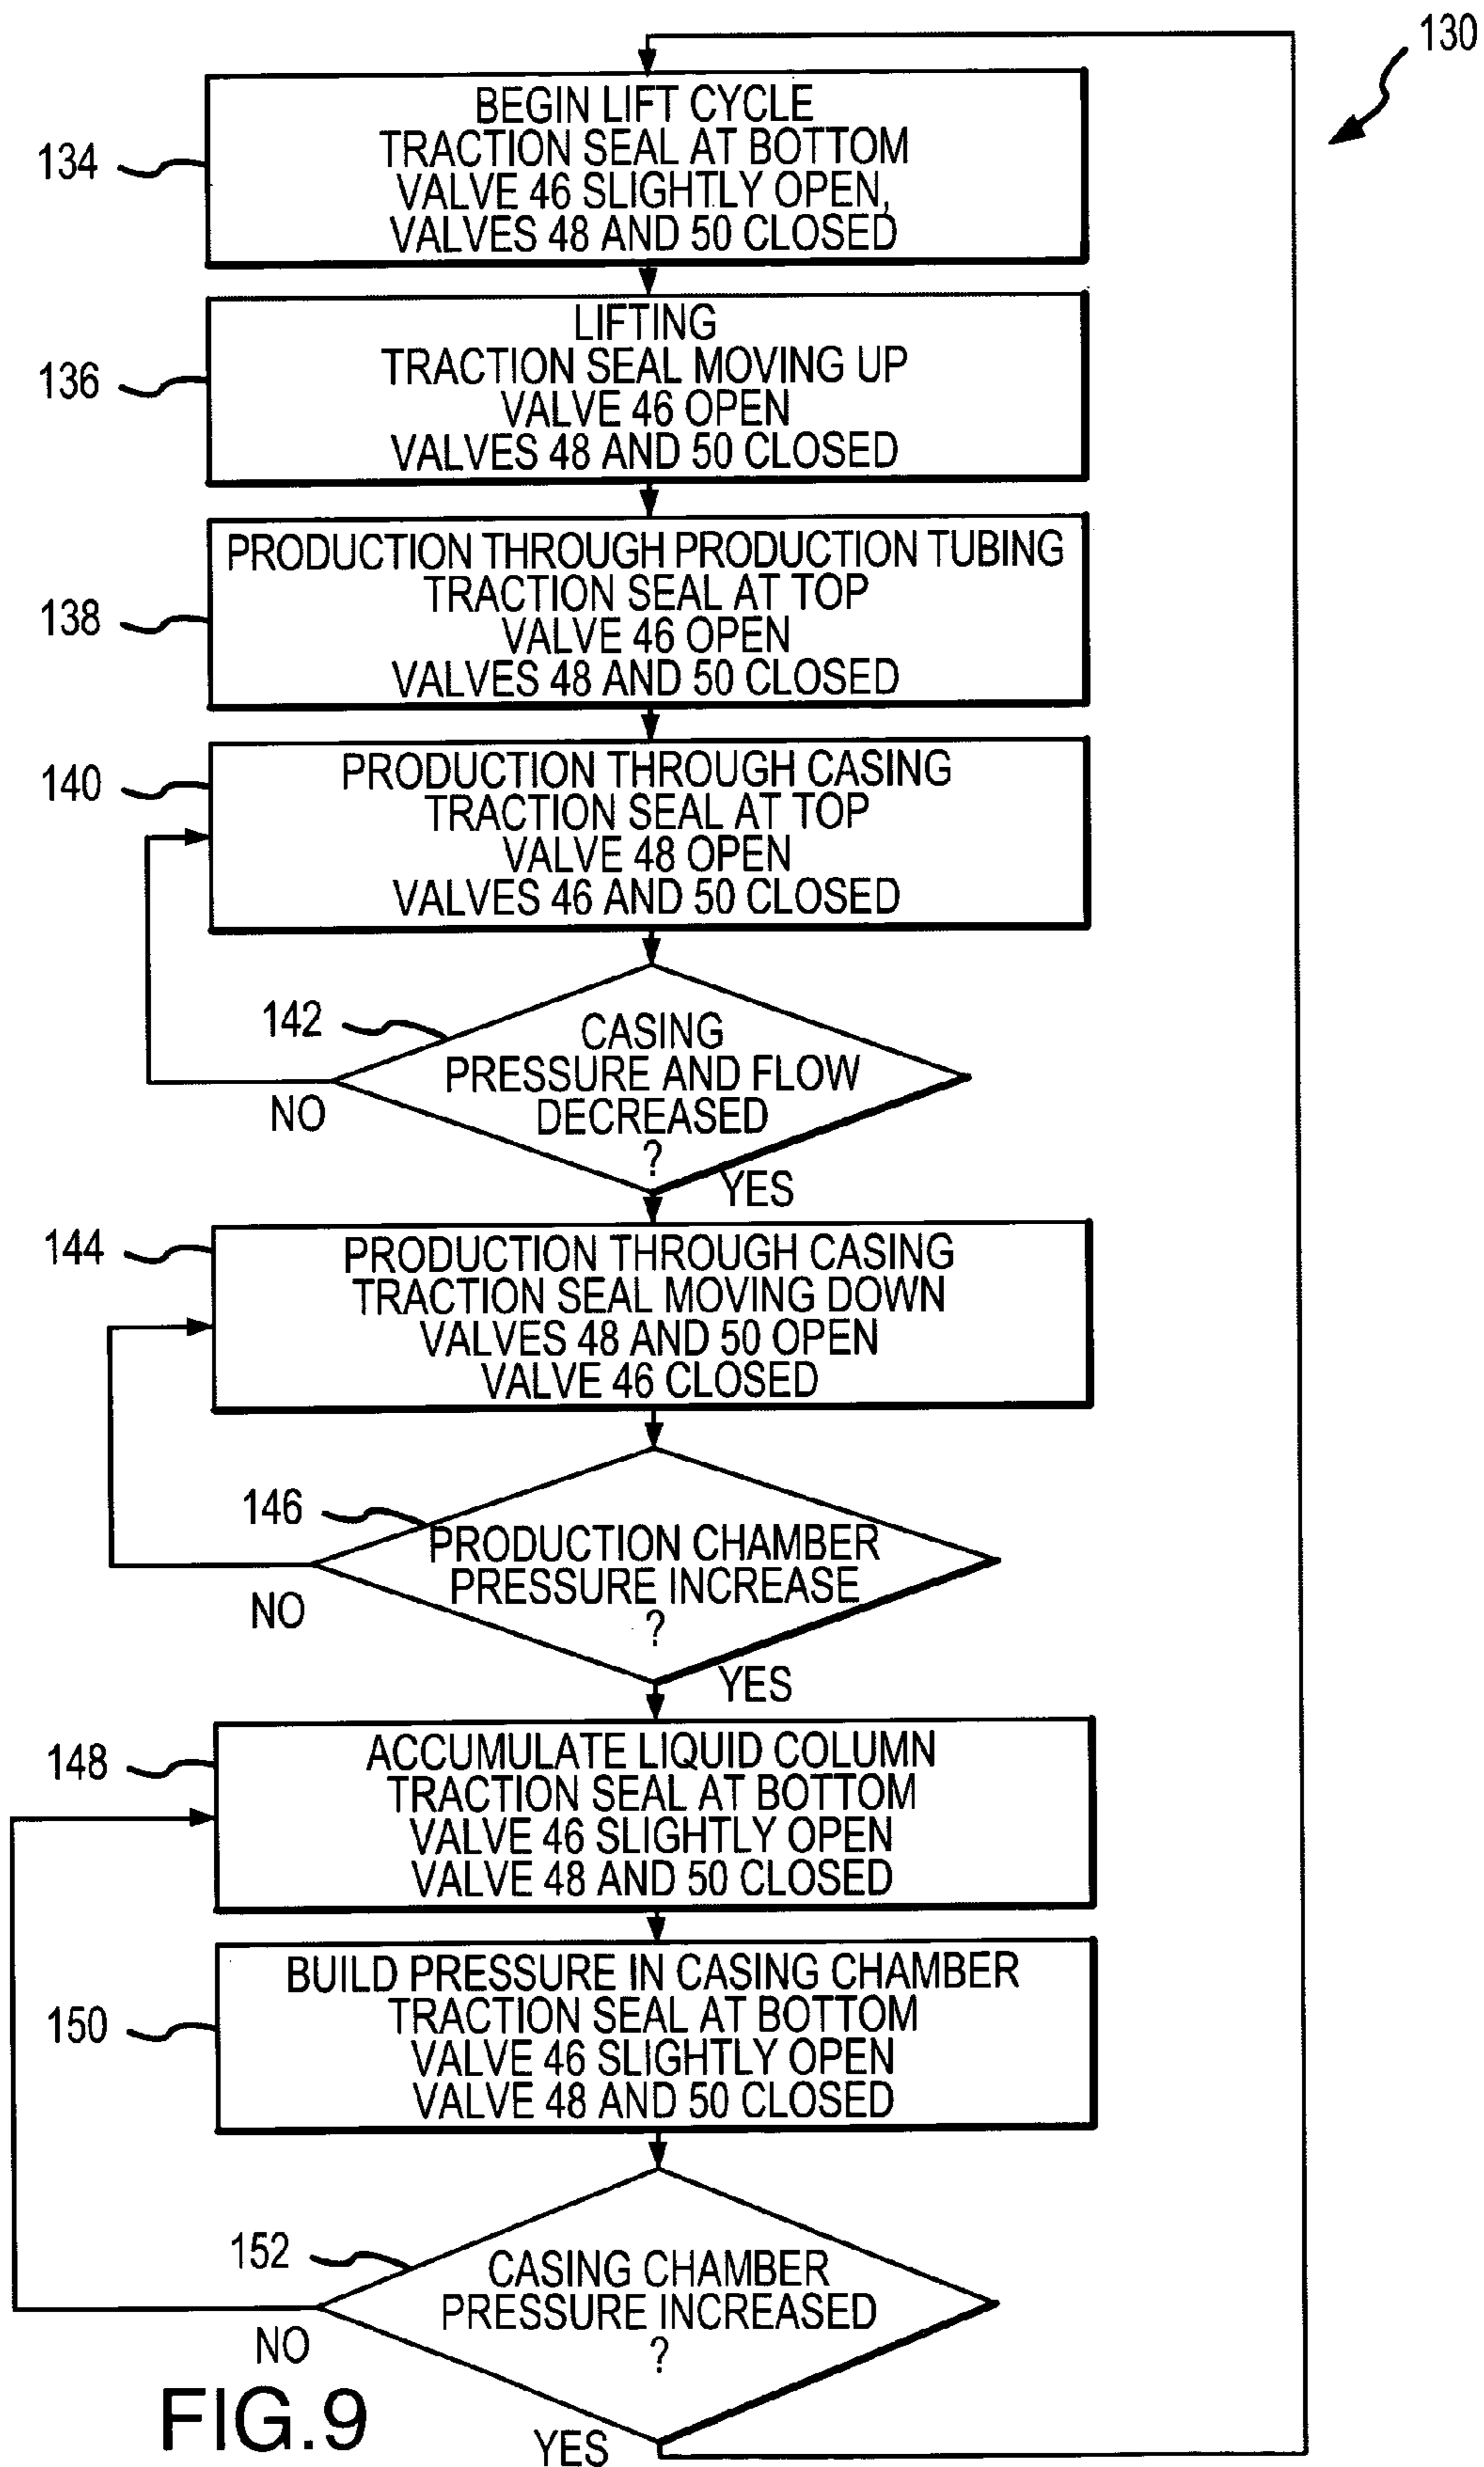 130
134
BEGIN LIFT CYCLE
TRACTION SEAL AT BOTTOM
VALVE 46 SLIGHTLY OPEN,
VALVES 48 AND 50 CLOSED
136
LIFTING
TRACTION SEAL MOVING UP
VALVE 46 OPEN
VALVES 48 AND 50 CLOSED
138
PRODUCTION THROUGH PRODUCTION TUBING
TRACTION SEAL AT TOP
VALVE 46 OPEN
VALVES 48 AND 50 CLOSED
140
PRODUCTION THROUGH CASING
TRACTION SEAL AT TOP
VALVE 48 OPEN
VALVES 46 AND 50 CLOSED
142
CASING
PRESSURE AND FLOW
DECREASED
?
NO
YES
144
PRODUCTION THROUGH CASING
TRACTION SEAL MOVING DOWN
VALVES 48 AND 50 OPEN
VALVE 46 CLOSED
146
PRODUCTION CHAMBER
PRESSURE INCREASE
?
NO
YES
148
ACCUMULATE LIQUID COLUMN
TRACTION SEAL AT BOTTOM
VALVE 46 SLIGHTLY OPEN
VALVE 48 AND 50 CLOSED
150
BUILD PRESSURE IN CASING CHAMBER
TRACTION SEAL AT BOTTOM
VALVE 46 SLIGHTLY OPEN
VALVE 48 AND 50 CLOSED
152
CASING CHAMBER
PRESSURE INCREASED
?
NO
YES
FIG.9